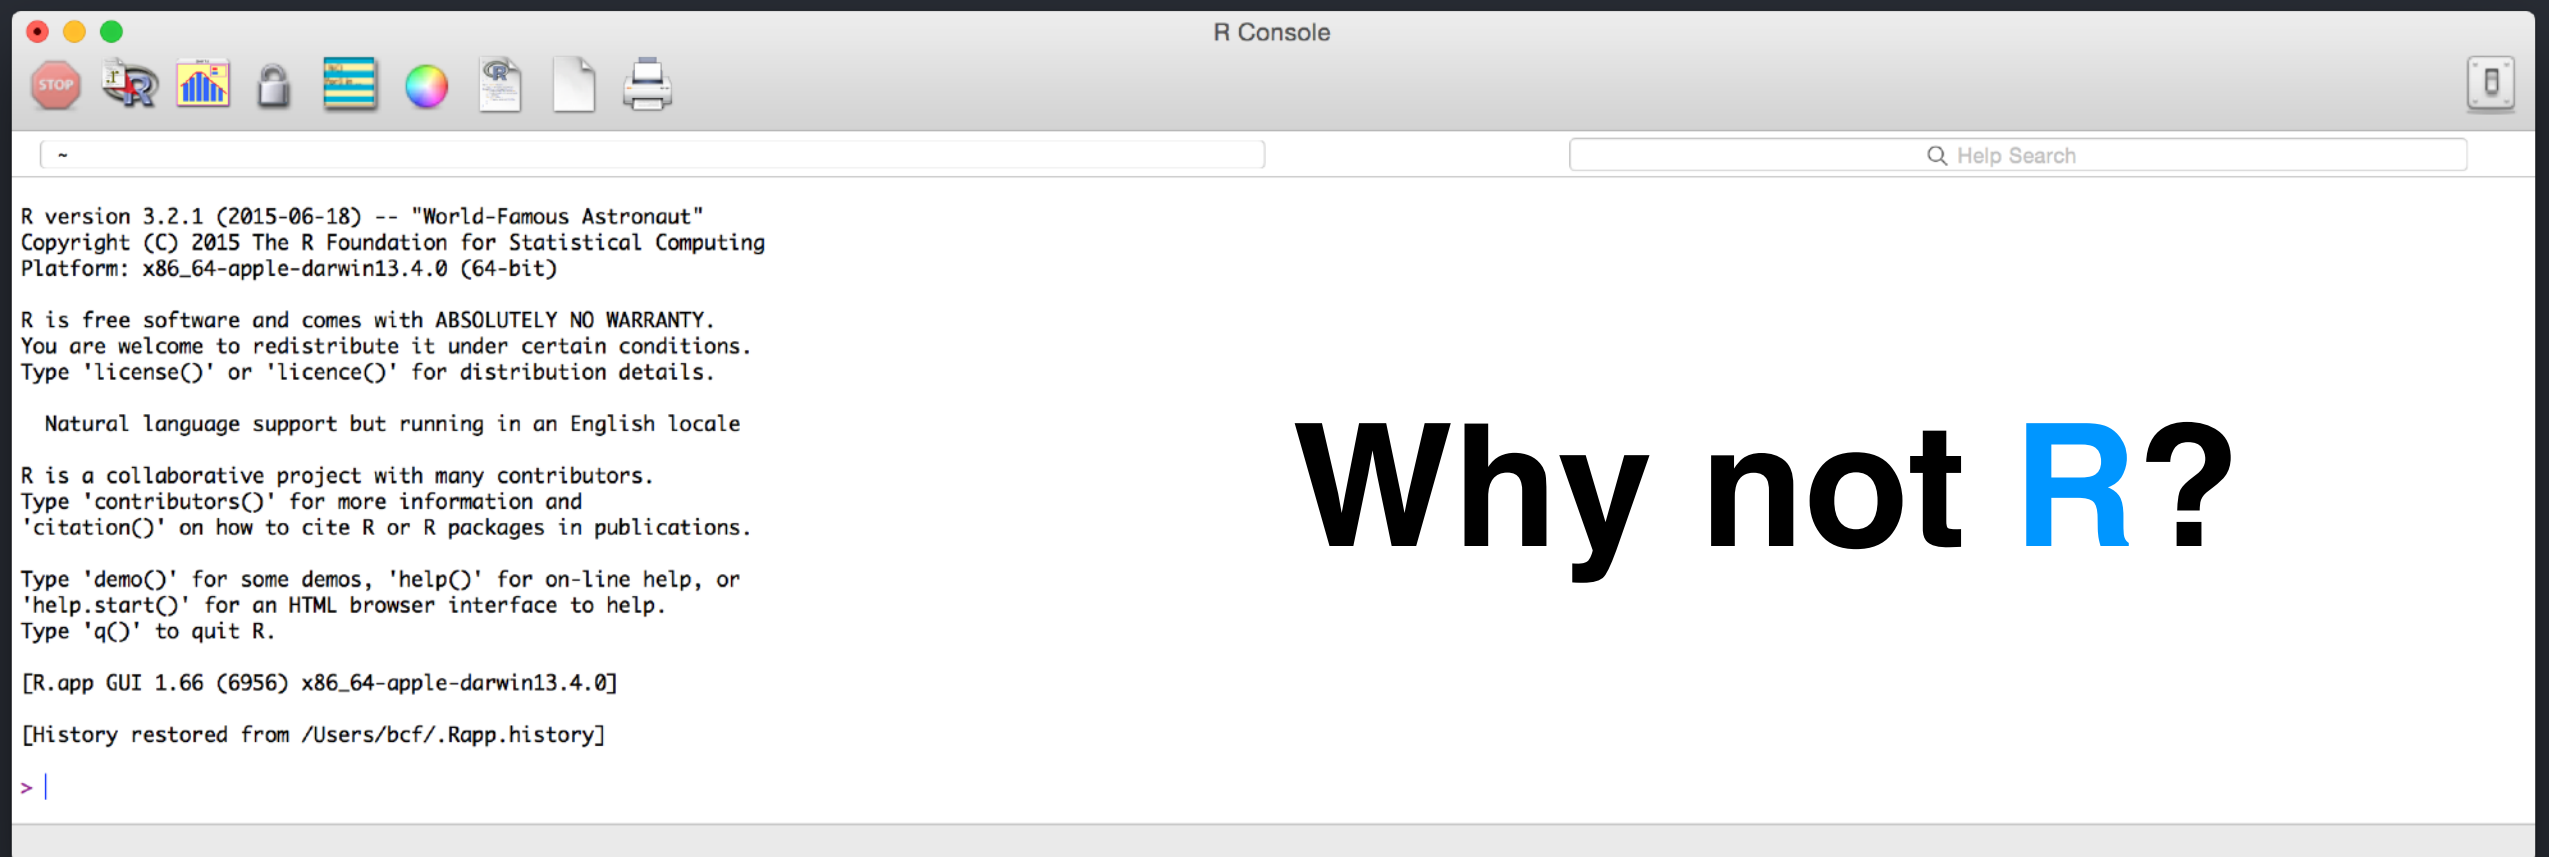 R Console
STOP
~
Help Search
R version 3.2.1 (2015-06-18) -- "World-Famous Astronaut"
Copyright (C) 2015 The R Foundation for Statistical Computing
Platform: x86_64-apple-darwin13.4.0 (64-bit)
R is free software and comes with ABSOLUTELY NO WARRANTY.
You are welcome to redistribute it under certain conditions.
Type 'license()' or 'licence()' for distribution details.
Natural language support but running in an English locale
R is a collaborative project with many contributors.
Type 'contributors()' for more information and
'citation()' on how to cite R or R packages in publications.
Type 'demo()' for some demos, 'help()' for on-line help, or
'help.start()' for an HTML browser interface to help.
Type 'q()' to quit R.
[R.app GUI 1.66 (6956) x86_64-apple-darwin13.4.0]
[History restored from /Users/bcf/.Rapp.history]
>
Why not R?